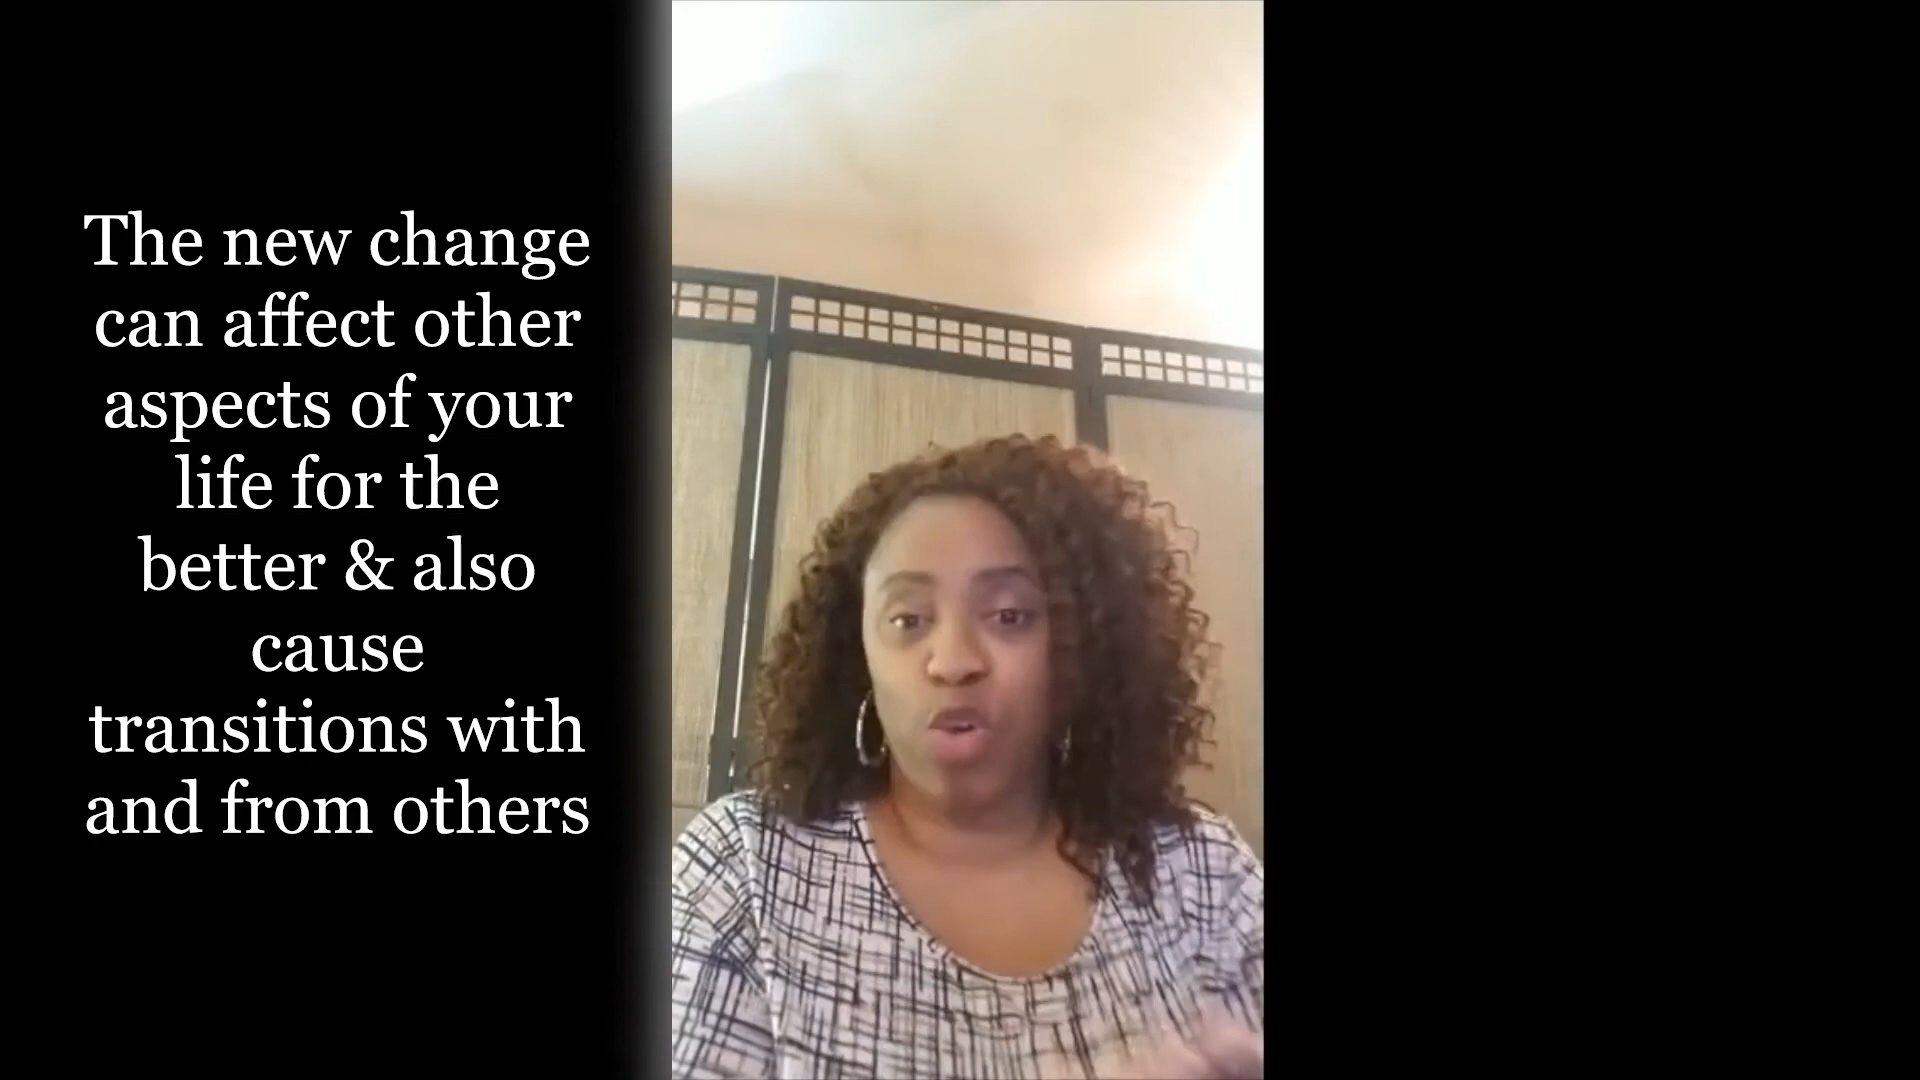 The new change
can affect other
aspects of your
life for the
better & also
cause
transitions with
and from others